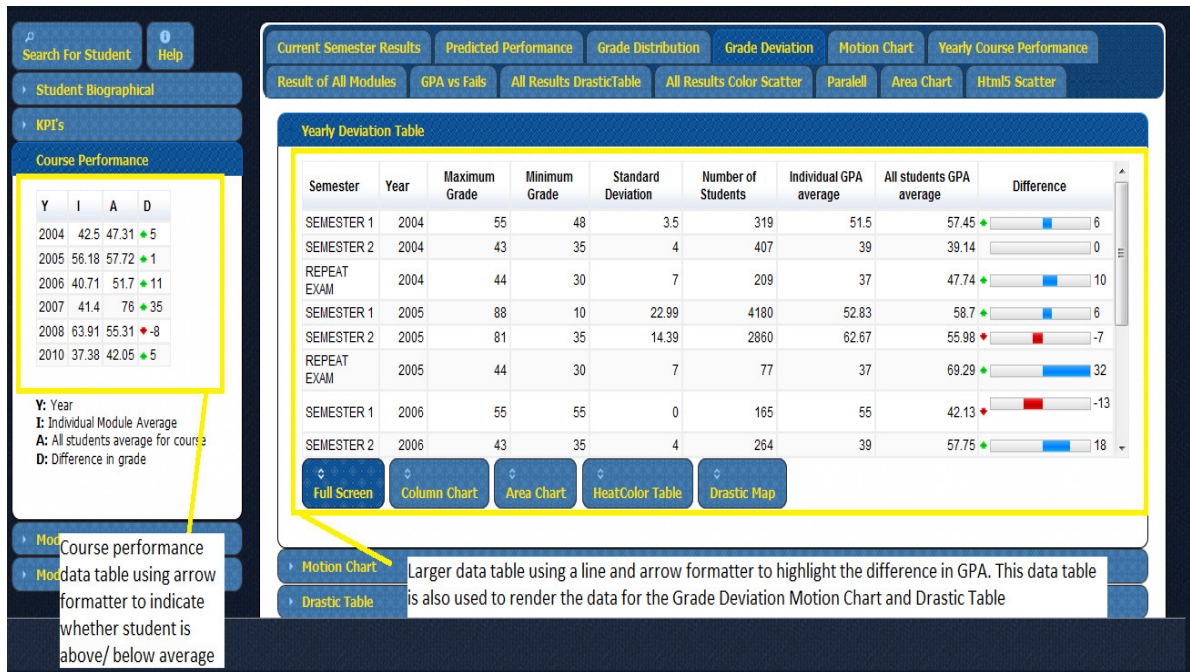 Search For Student
Help
Student Biographical
KPI's
Course Performance
Y I A D
2004 42.5 47.31 5
2005 56.18 57.72 1
2006 40.71 51.7 11
2007 41.4 76 35
2008 63.91 55.31 -8
2010 37.38 42.05 5
Y: Year
I: Individual Module Average
A: All students average for course
D: Difference in grade
Mod
Mod
Course performance
data table using arrow
formatter to indicate
whether student is
above/ below average
Current Semester Results Predicted Performance Grade Distribution Grade Deviation Motion Chart Yearly Course Performance
Result of All Modules GPA vs Fails All Results DrasticTable All Results Color Scatter Paralell Area Chart Html5 Scatter
Yearly Deviation Table
Semester Year Maximum Grade Minimum Grade Standard Deviation Number of Students Individual GPA average All students GPA average Difference
SEMESTER 1 2004 55 48 3.5 319 51.5 57.45 6
SEMESTER 2 2004 43 35 4 407 39 39.14 0
REPEAT EXAM 2004 44 30 7 209 37 47.74 10
SEMESTER 1 2005 88 10 22.99 4180 52.83 58.7 6
SEMESTER 2 2005 81 35 14.39 2860 62.67 55.98 -7
REPEAT EXAM 2005 44 30 7 77 37 69.29 32
SEMESTER 1 2006 55 55 0 165 55 42.13 -13
SEMESTER 2 2006 43 35 4 264 39 57.75 18
Full Screen Column Chart Area Chart HeatColor Table Drastic Map
Motion Chart
Drastic Table
Larger data table using a line and arrow formatter to highlight the difference in GPA. This data table
is also used to render the data for the Grade Deviation Motion Chart and Drastic Table